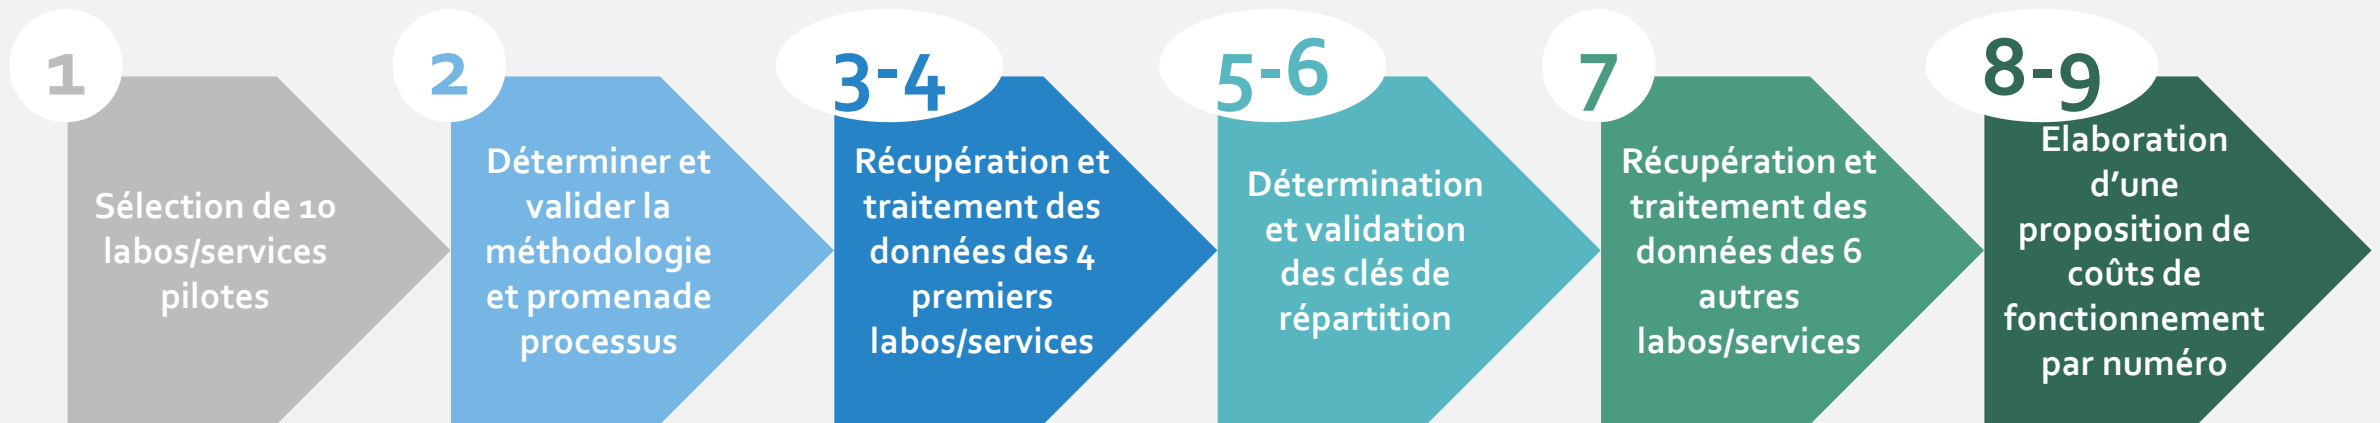 1
Sélection de 10
labos/services
pilotes
2
Déterminer et
valider la
méthodologie
et promenade
processus
3-4
Récupération et
traitement des
données des 4
premiers
labos/services
5-6
Détermination
et validation
des clés de
répartition
7
Récupération et
traitement des
données des 6
autres
labos/services
8-9
Elaboration
d’une
proposition de
coûts de
fonctionnement
par numéro